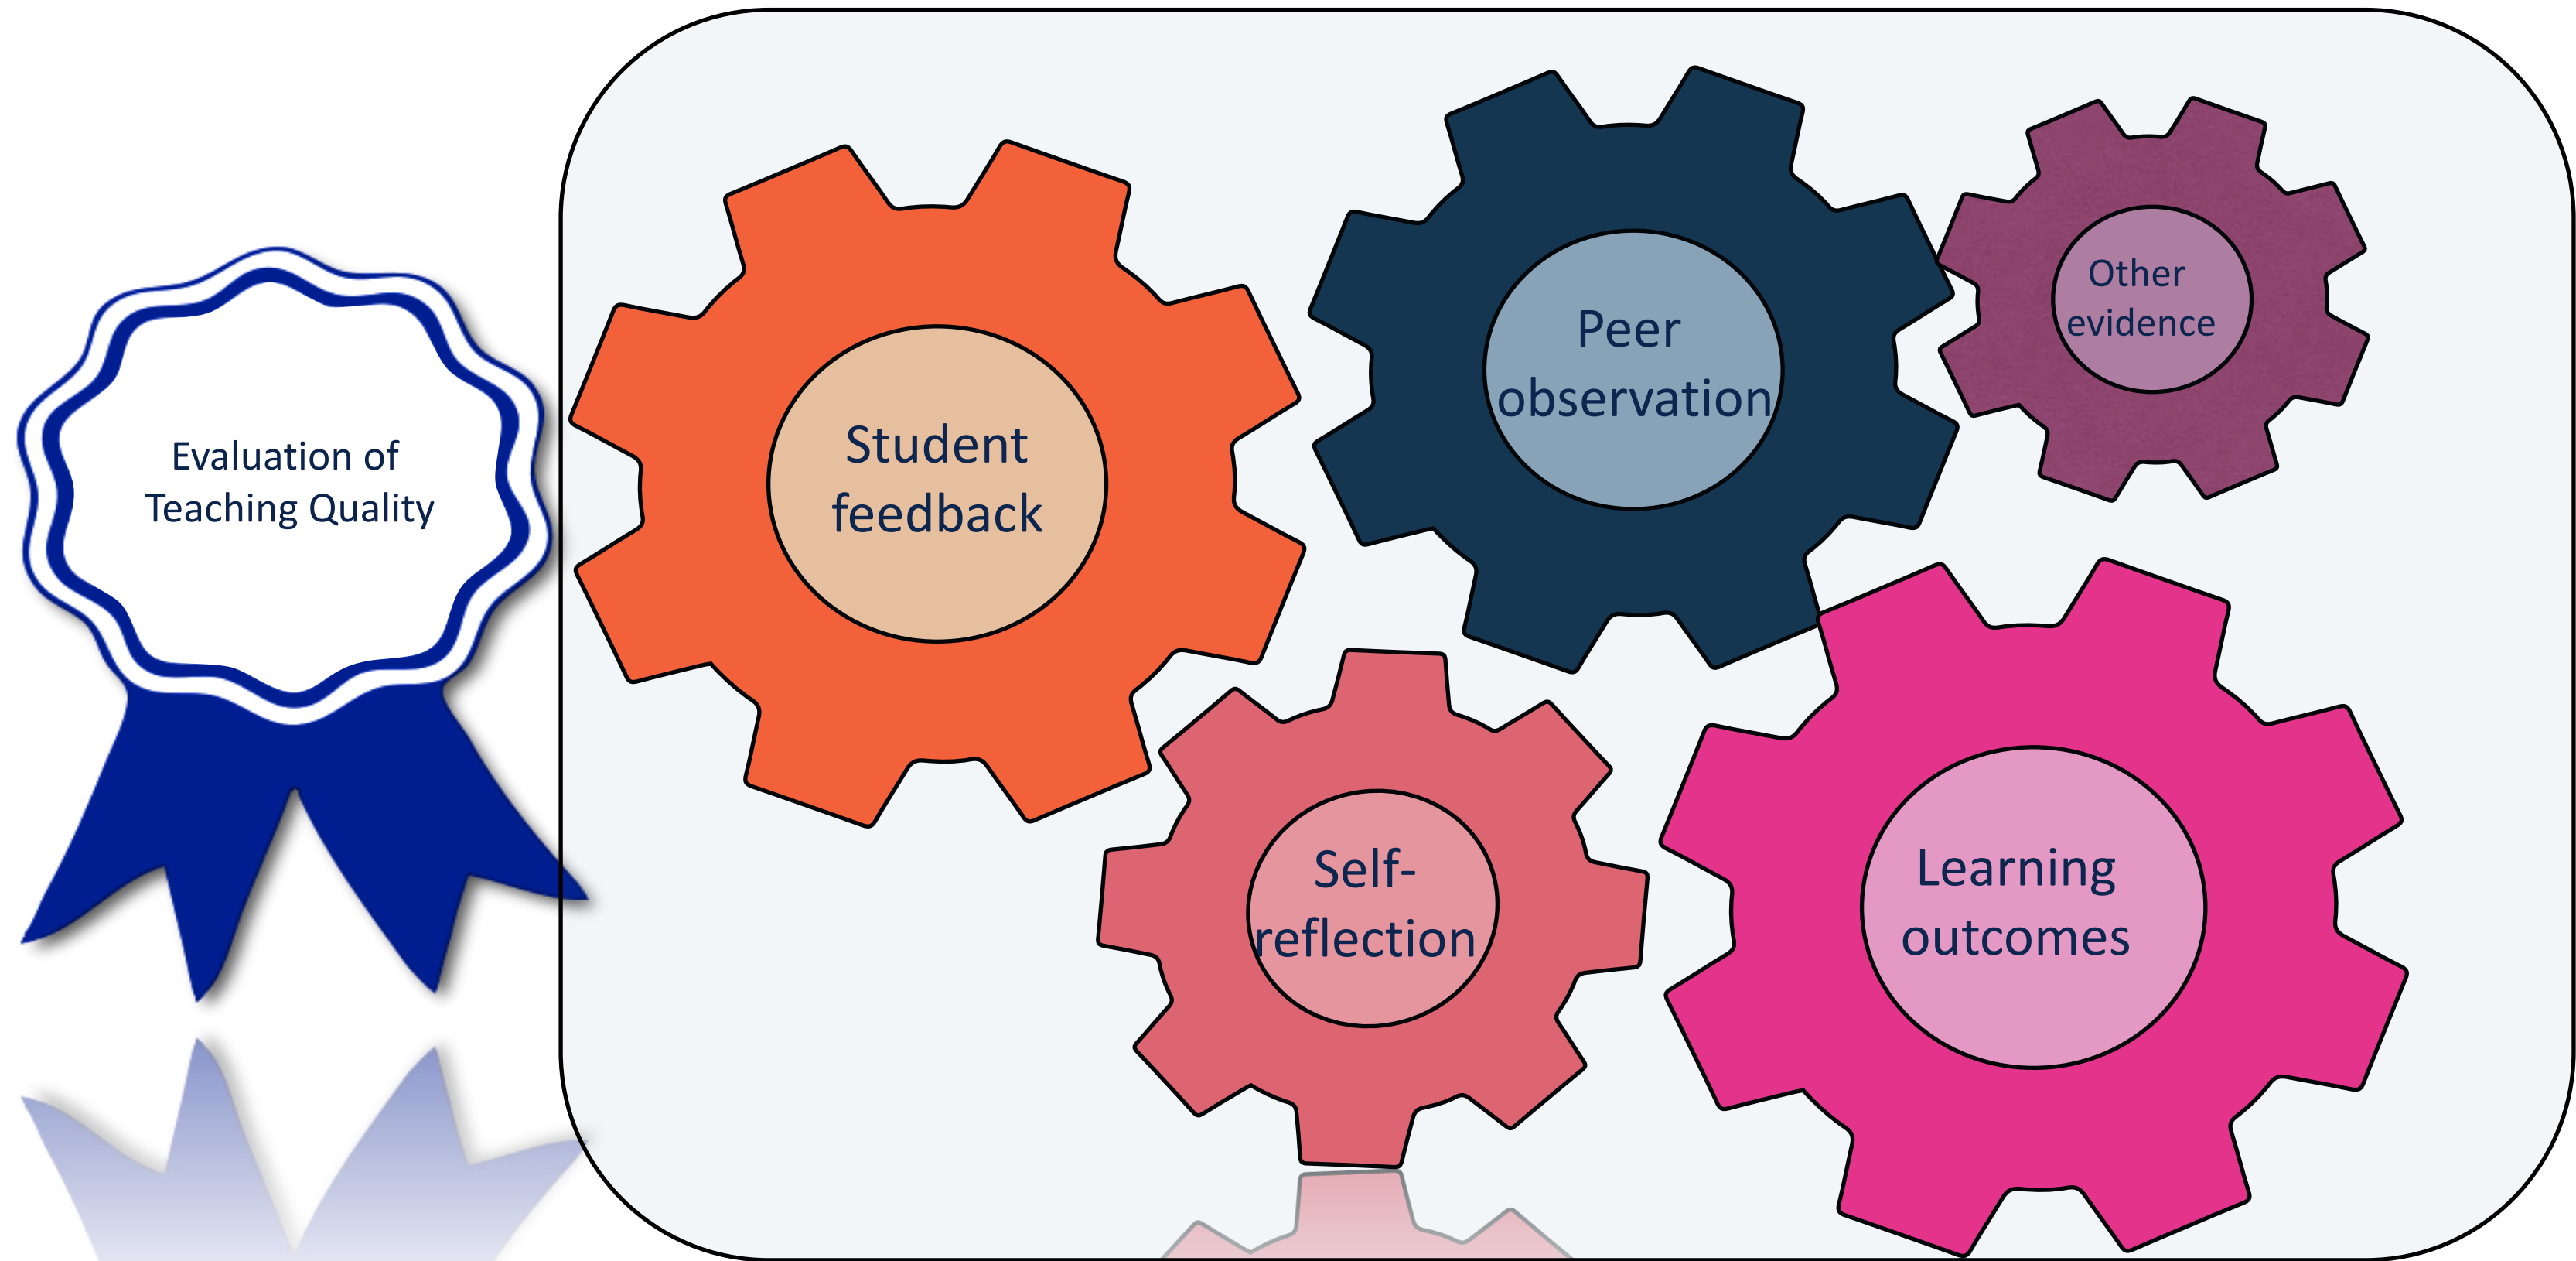 Evaluation of
Teaching Quality
Student
feedback
Peer
observation
Other
evidence
Self-
reflection
Learning
outcomes